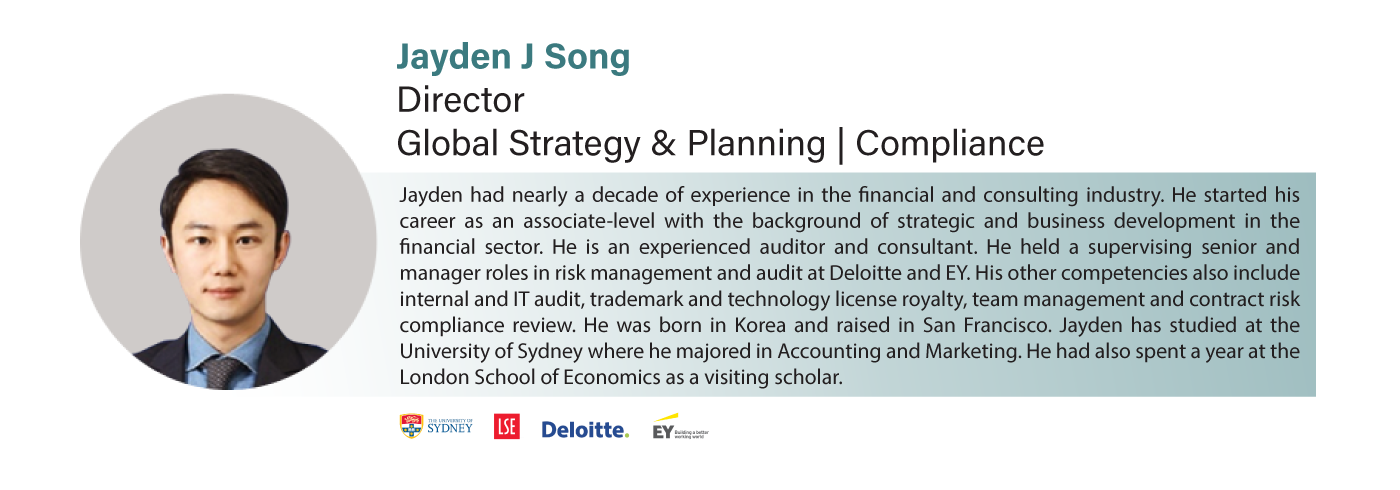 Jayden J Song
Director
Global Strategy & Planning | Compliance
Jayden had nearly a decade of experience in the financial and consulting industry. He started his
career as an associate-level with the background of strategic and business development in the
financial sector. He is an experienced auditor and consultant. He held a supervising senior and
manager roles in risk management and audit at Deloitte and EY. His other competencies also include
internal and IT audit, trademark and technology license royalty, team management and contract risk
compliance review. He was born in Korea and raised in San Francisco. Jayden has studied at the
University of Sydney where he majored in Accounting and Marketing. He had also spent a year at the
London School of Economics as a visiting scholar.
THE UNIVERSITY OF
SYDNEY
LSE
Deloitte.
EY
Building a better
working world